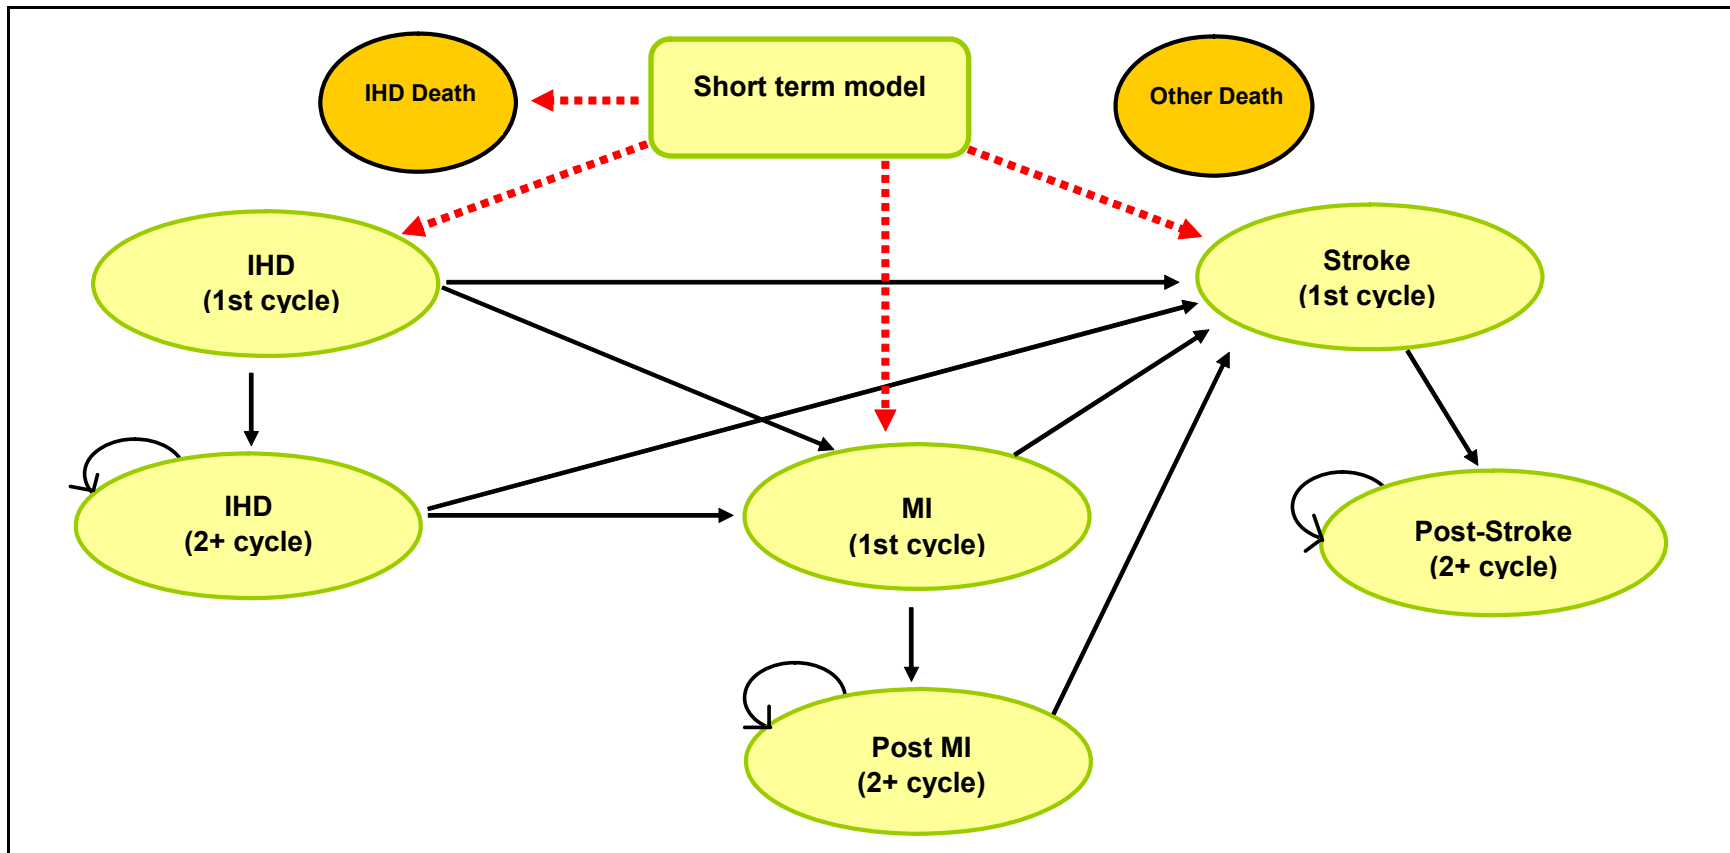 IHD Death
Short term model
Other Death
IHD
(1st cycle)
Stroke
(1st cycle)
IHD
(2+ cycle)
MI
(1st cycle)
Post-Stroke
(2+ cycle)
Post MI
(2+ cycle)